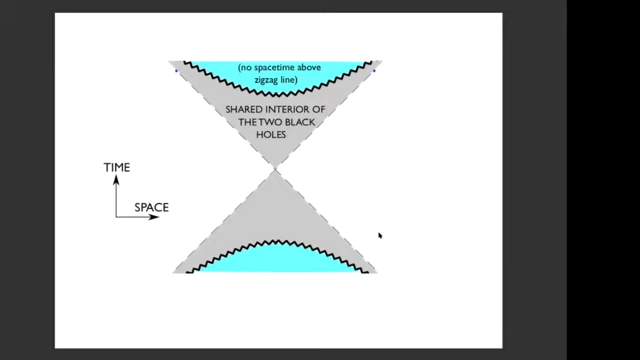 (no spacetime above
zigzag line)
SHARED INTERIOR OF
THE TWO BLACK
HOLES
TIME
SPACE